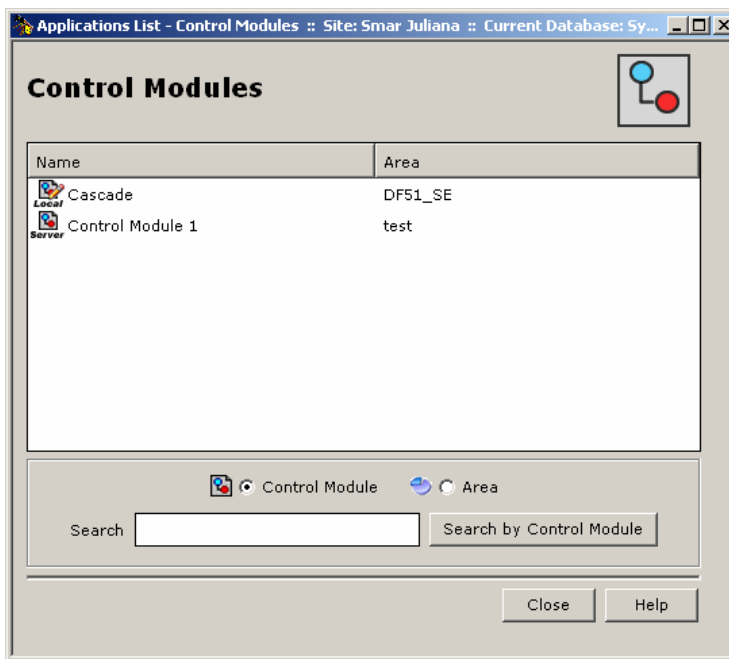 Applications List - Control Modules :: Site: Smar Juliana :: Current Database: Sy...
Control Modules
Name Area
Local Cascade DF51_SE
Server Control Module 1 test
Control Module Area
Search Search by Control Module
Close Help